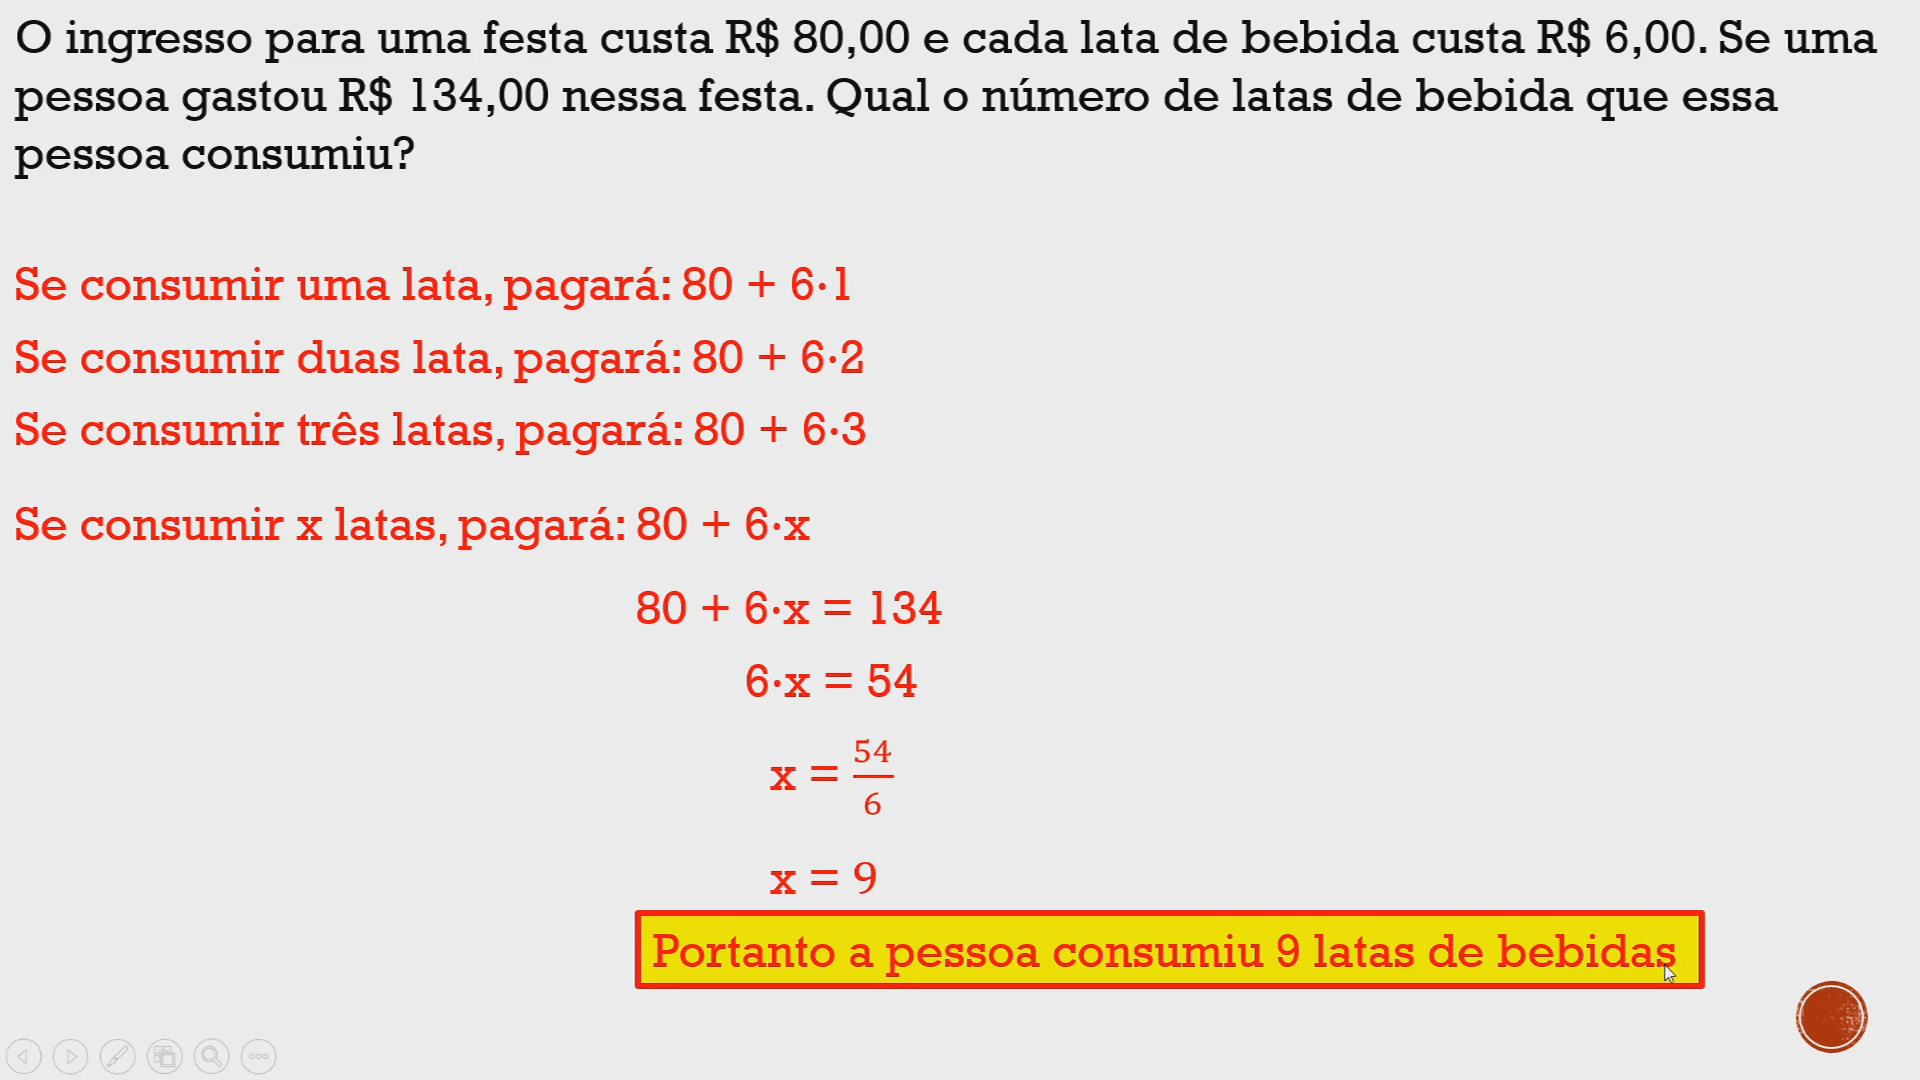 O ingresso para uma festa custa R$ 80,00 e cada lata de bebida custa R$ 6,00. Se uma
pessoa gastou R$ 134,00 nessa festa. Qual o número de latas de bebida que essa
pessoa consumiu?
Se consumir uma lata, pagará: 80 + 6·1
Se consumir duas lata, pagará: 80 + 6·2
Se consumir três latas, pagará: 80 + 6·3
Se consumir x latas, pagará: 80 + 6·x
80 + 6·x = 134
6·x = 54
x = 54/6
x = 9
Portanto a pessoa consumiu 9 latas de bebidas